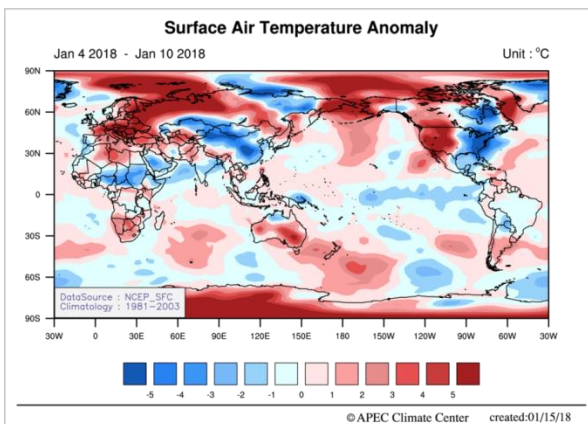 Surface Air Temperature Anomaly
Jan 4 2018 - Jan 10 2018
Unit : °C
90N
60N
30N
0
30S
60S
90S
DataSource : NCEP_SFC
Climatology : 1981-2003
30W 0 30E 60E 90E 120E 150E 180 150W 120W 90W 60W 30W
-5 -4 -3 -2 -1 0 1 2 3 4 5
©APEC Climate Center created:01/15/18